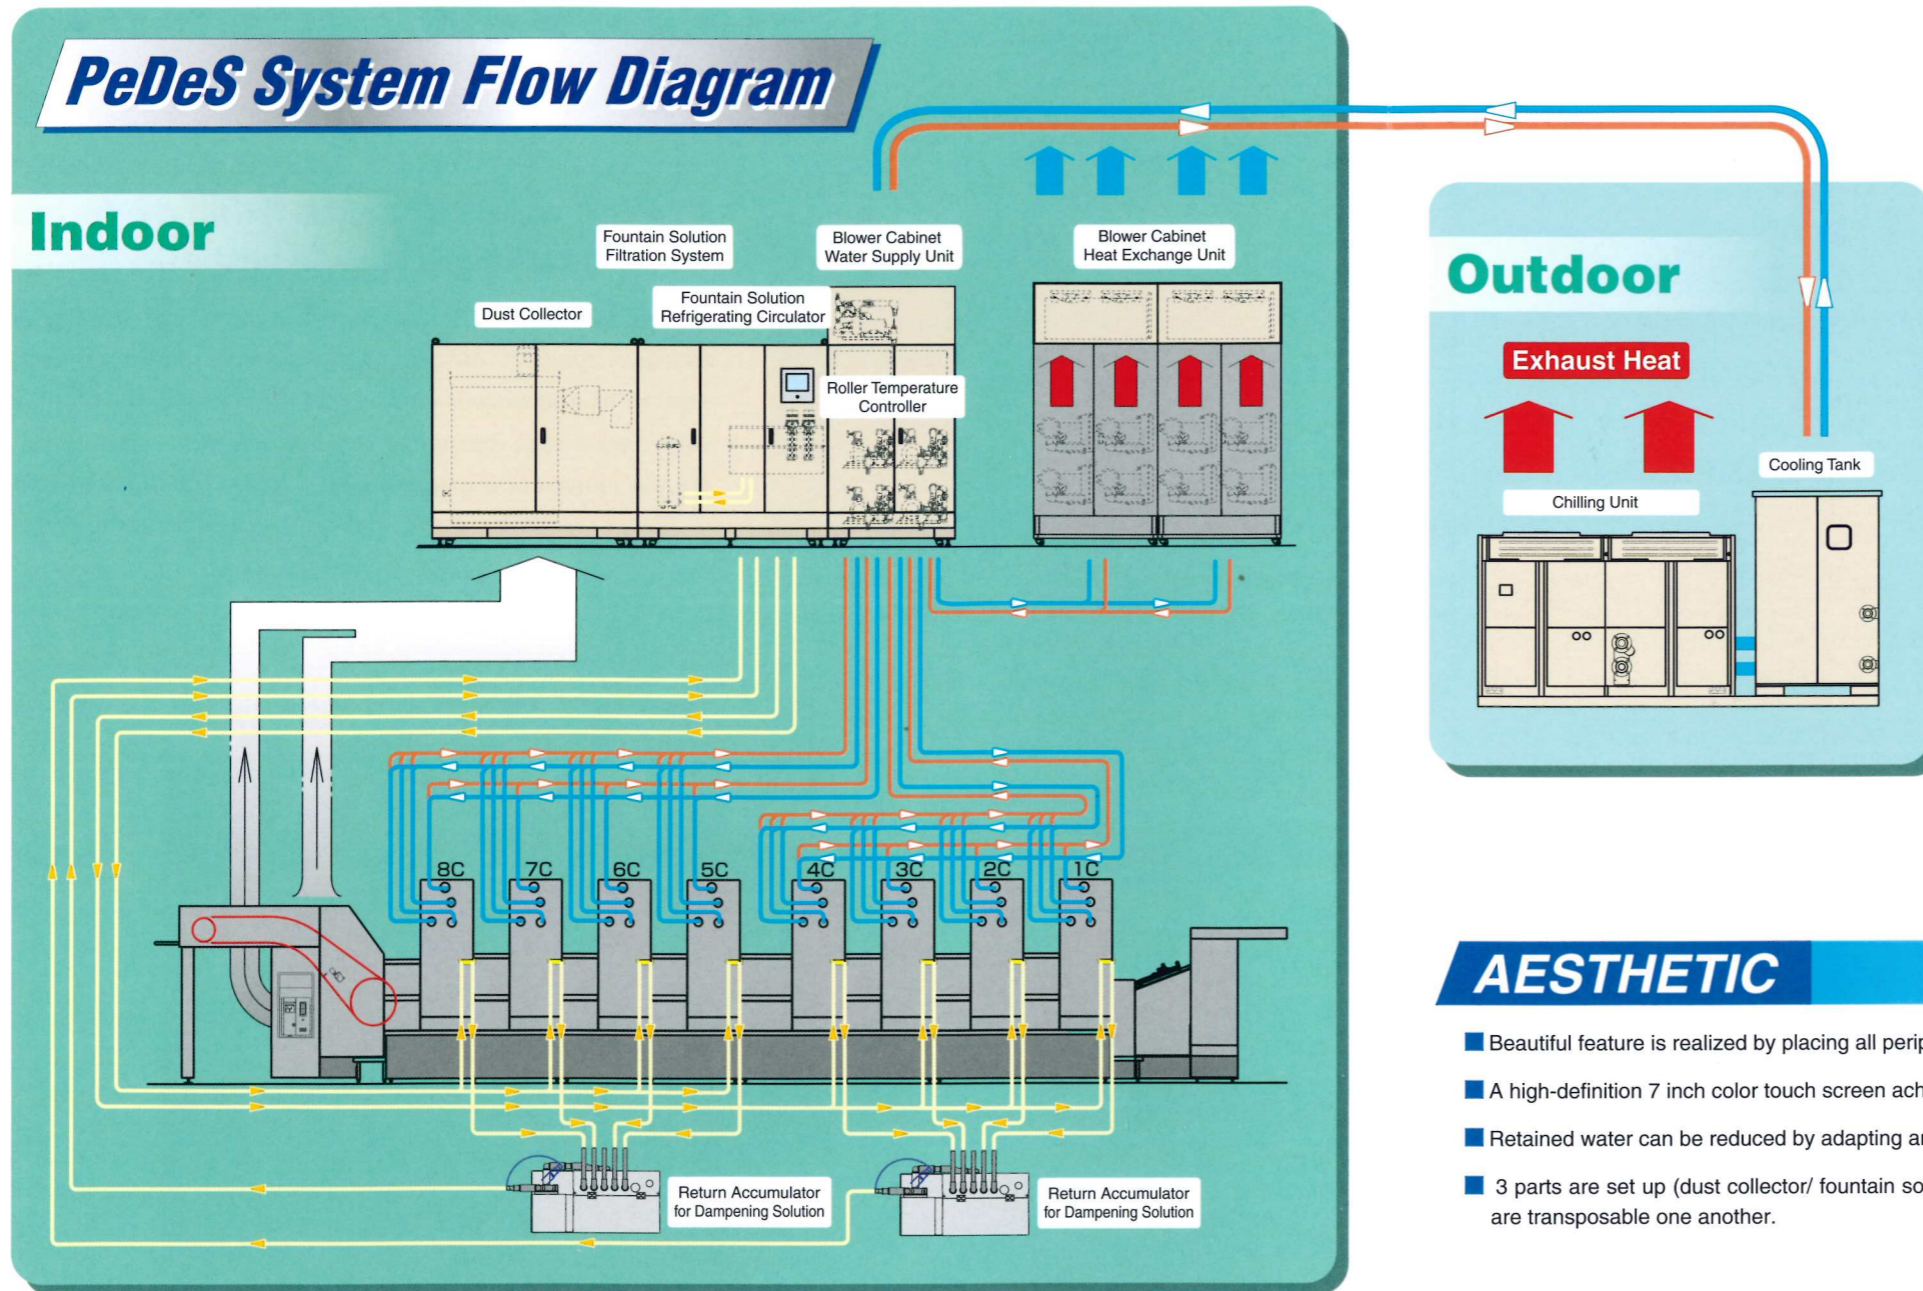 PeDeS System Flow Diagram
Indoor
Fountain Solution
Filtration System
Blower Cabinet
Water Supply Unit
Blower Cabinet
Heat Exchange Unit
Dust Collector
Fountain Solution
Refrigerating Circulator
Roller Temperature
Controller
Outdoor
Exhaust Heat
Cooling Tank
Chilling Unit
8C 7C 6C 5C 4C 3C 2C 1C
Return Accumulator
for Dampening Solution
Return Accumulator
for Dampening Solution
AESTHETIC
Beautiful feature is realized by placing all perip
A high-definition 7 inch color touch screen ach
Retained water can be reduced by adapting a
3 parts are set up (dust collector/ fountain so
are transposable one another.